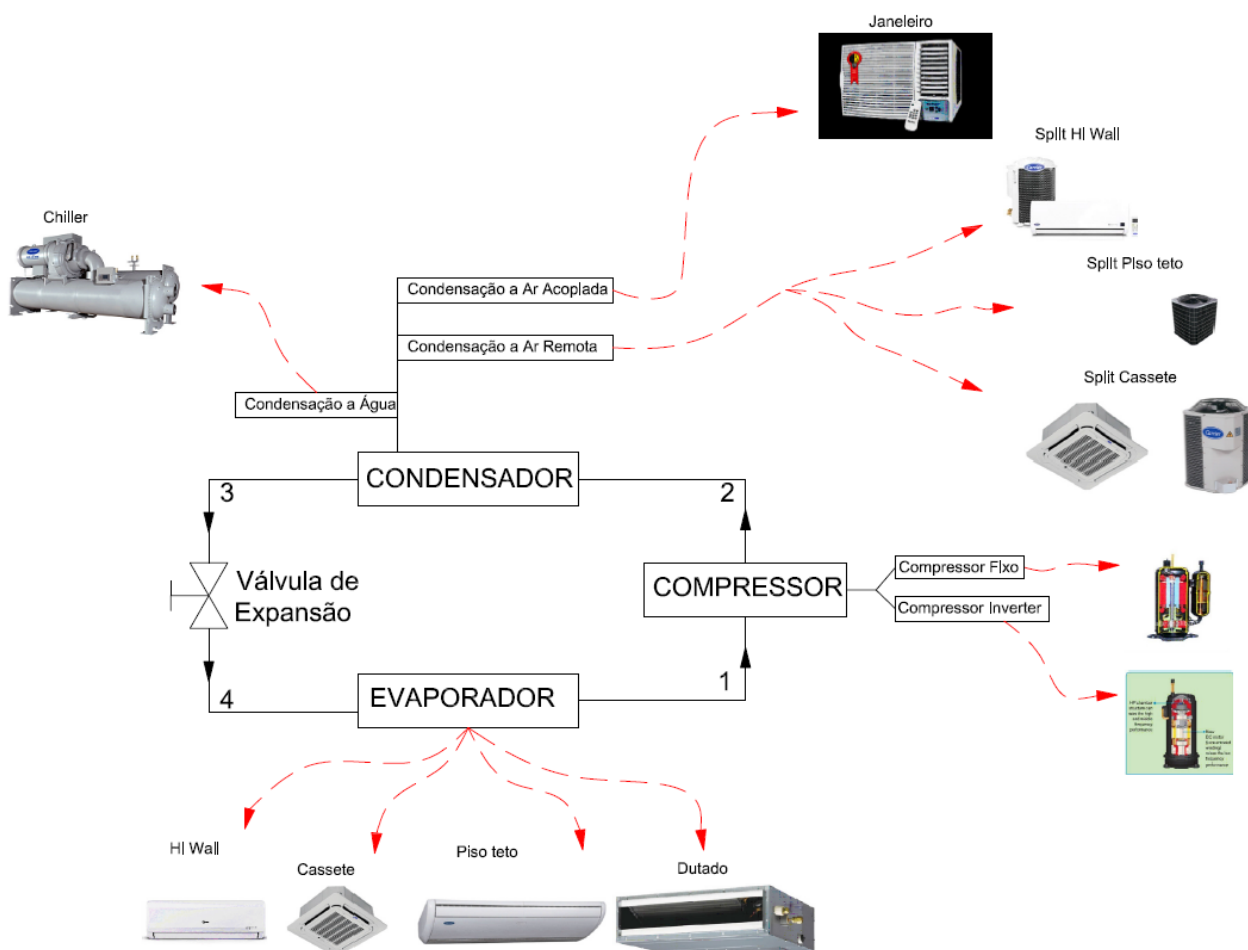 Janeleiro
Split HI Wall
Chiller
Split Piso teto
Condensação a Ar Acoplada
Condensação a Ar Remota
Split Cassete
Condensação a Água
CONDENSADOR
3
2
Válvula de
Expansão
COMPRESSOR
Compressor Fixo
Compressor Inverter
EVAPORADOR
4
1
HI Wall
Cassete
Piso teto
Dutado